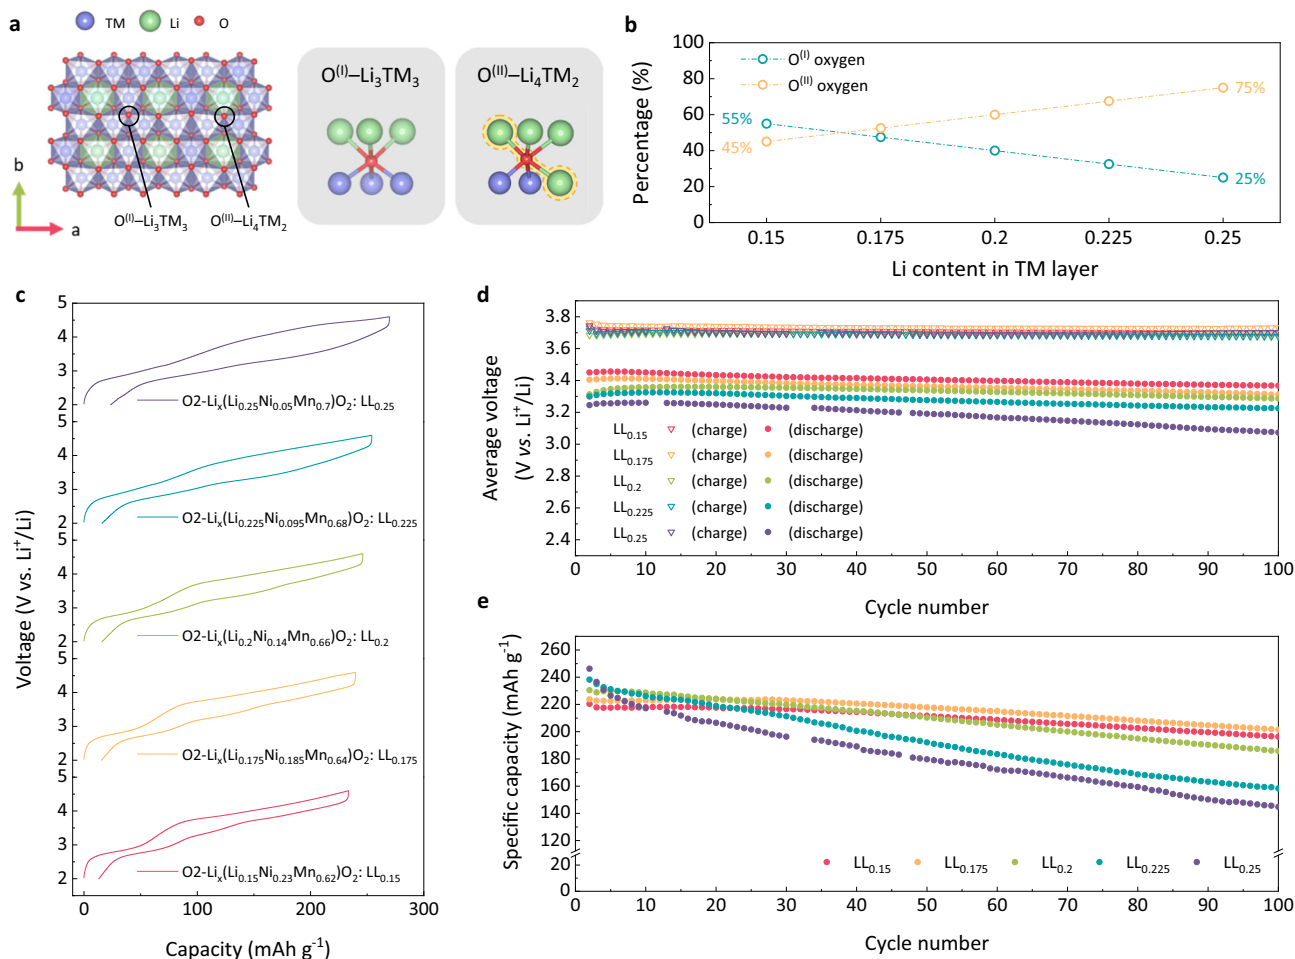 a
TM Li O
O(I)–Li3TM3
O(II)–Li4TM2
b
a
O(I)–Li3TM3
O(II)–Li4TM2
b
Percentage (%)
100
80
60
40
20
0
O(I) oxygen
O(II) oxygen
55%
45%
75%
25%
0.15 0.175 0.2 0.225 0.25
Li content in TM layer
c
Voltage (V vs. Li+/Li)
5
4
3
2
O2-Lix(Li0.25Ni0.05Mn0.7)O2: LL0.25
5
4
3
2
O2-Lix(Li0.225Ni0.095Mn0.68)O2: LL0.225
5
4
3
2
O2-Lix(Li0.2Ni0.14Mn0.66)O2: LL0.2
5
4
3
2
O2-Lix(Li0.175Ni0.185Mn0.64)O2: LL0.175
5
4
3
2
O2-Lix(Li0.15Ni0.23Mn0.62)O2: LL0.15
0 100 200 300
Capacity (mAh g-1)
d
Average voltage
(V vs. Li+/Li)
3.8
3.6
3.4
3.2
3.0
2.8
2.6
2.4
LL0.15 (charge) (discharge)
LL0.175 (charge) (discharge)
LL0.2 (charge) (discharge)
LL0.225 (charge) (discharge)
LL0.25 (charge) (discharge)
0 10 20 30 40 50 60 70 80 90 100
Cycle number
e
Specific capacity (mAh g-1)
260
240
220
200
180
160
140
120
20
0
LL0.15 LL0.175 LL0.2 LL0.225 LL0.25
0 10 20 30 40 50 60 70 80 90 100
Cycle number